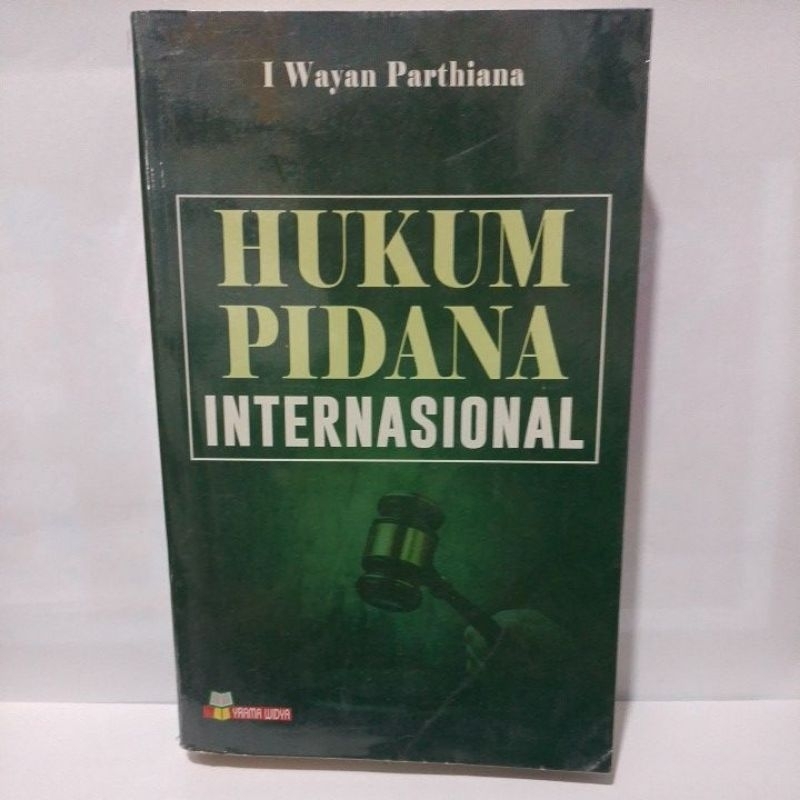 I Wayan Parthiana
HUKUM
PIDANA
INTERNASIONAL
YRAMA WIDYA